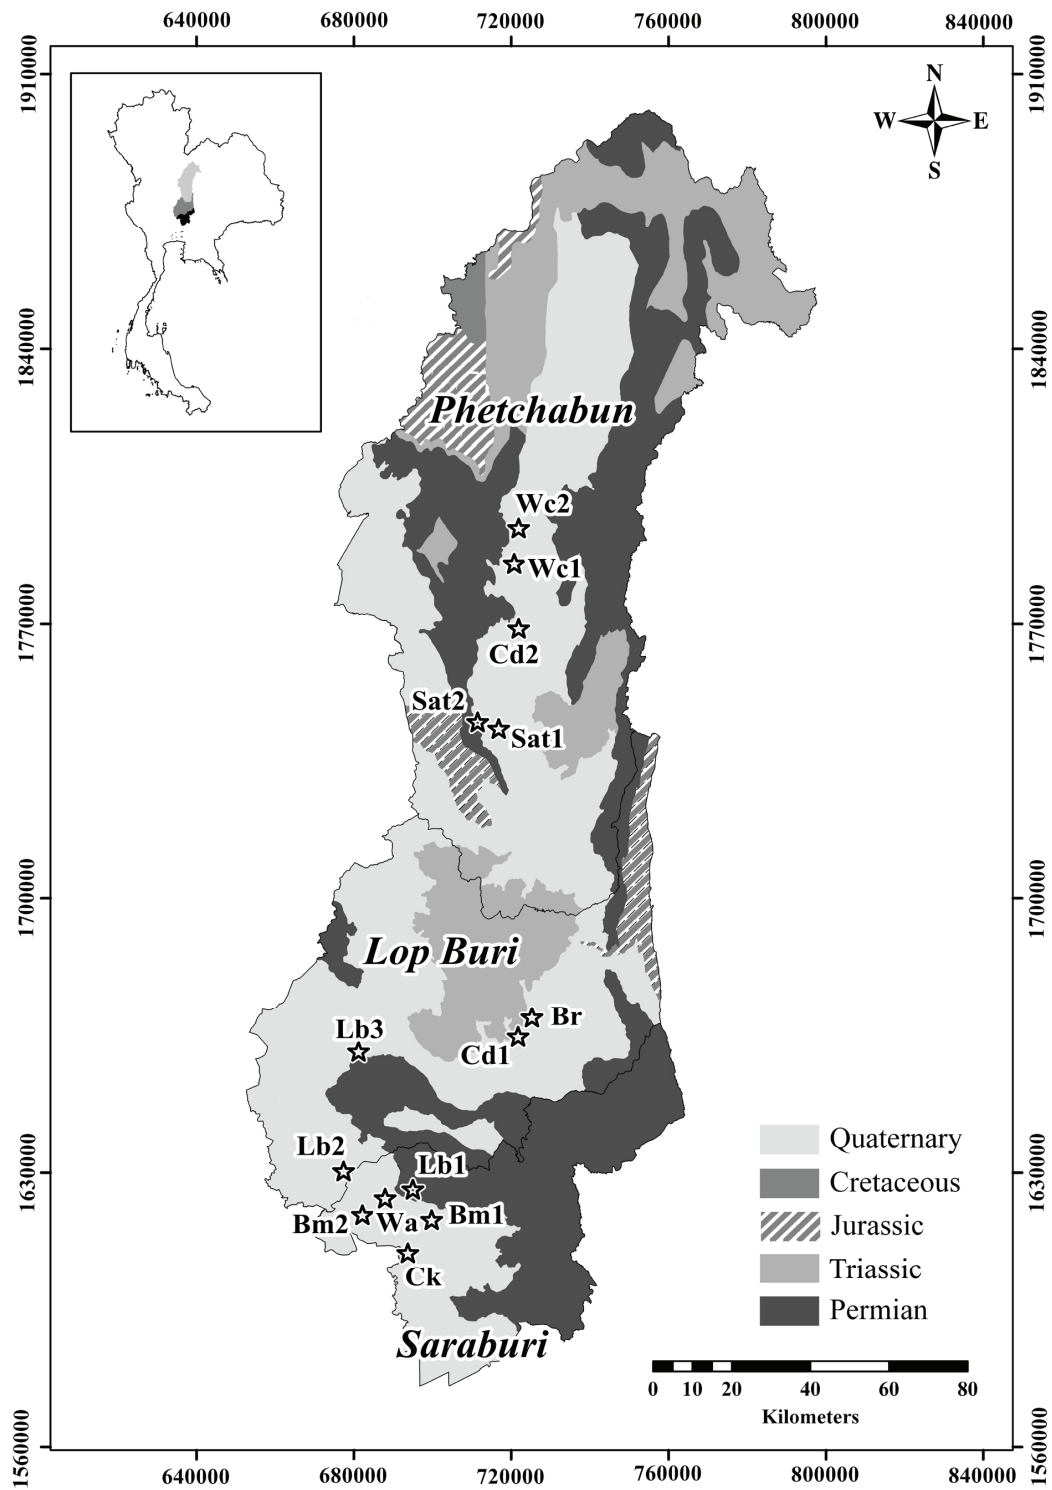 640000 680000 720000 760000 800000 840000
1910000 1910000
N
W E
S
1840000 1840000
Phetchabun
Wc2
Wc1
1770000 1770000
Cd2
Sat2
Sat1
1700000 1700000
Lop Buri
Br
Lb3
Cd1
Quaternary
Lb2
Lb1
1630000 1630000
Cretaceous
Bm2 Wa Bm1
Jurassic
Ck
Triassic
Permian
Saraburi
0 10 20 40 60 80
Kilometers
1560000 1560000
640000 680000 720000 760000 800000 840000